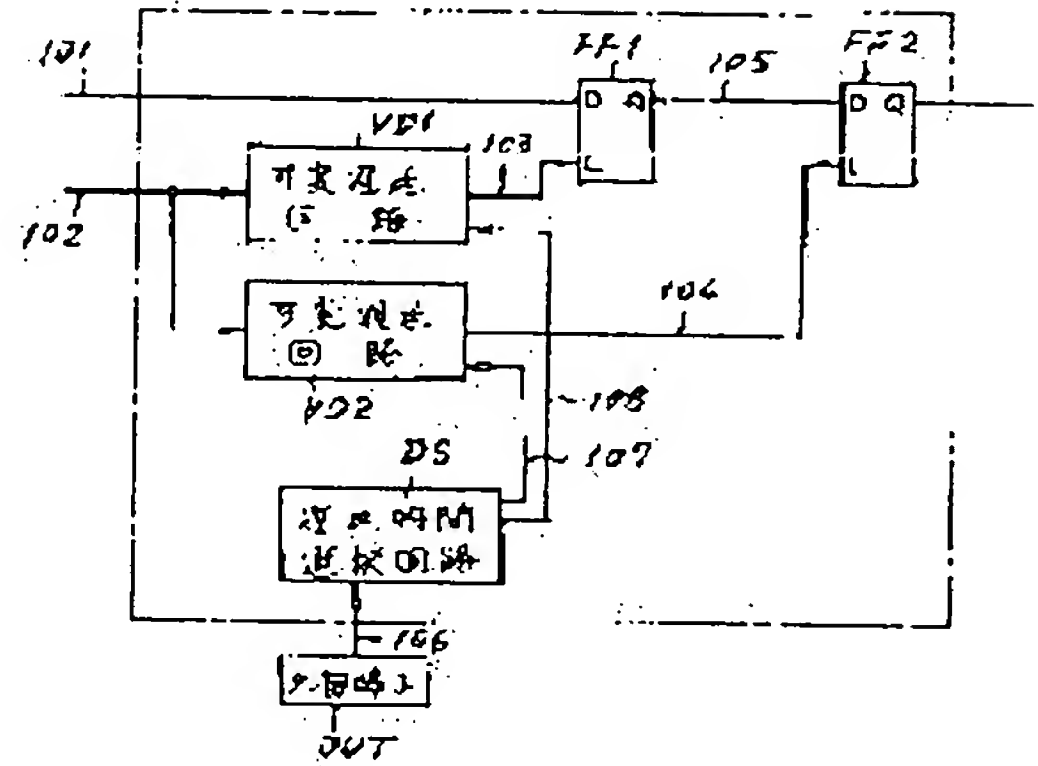 101
FF1
105
FF2
D Q
D Q
C
VD1
103
可変遅延
回 路
102
可変遅延
回 路
104
VD2
108
DS
107
遅延時間
選択回路
106
外部端子
OUT